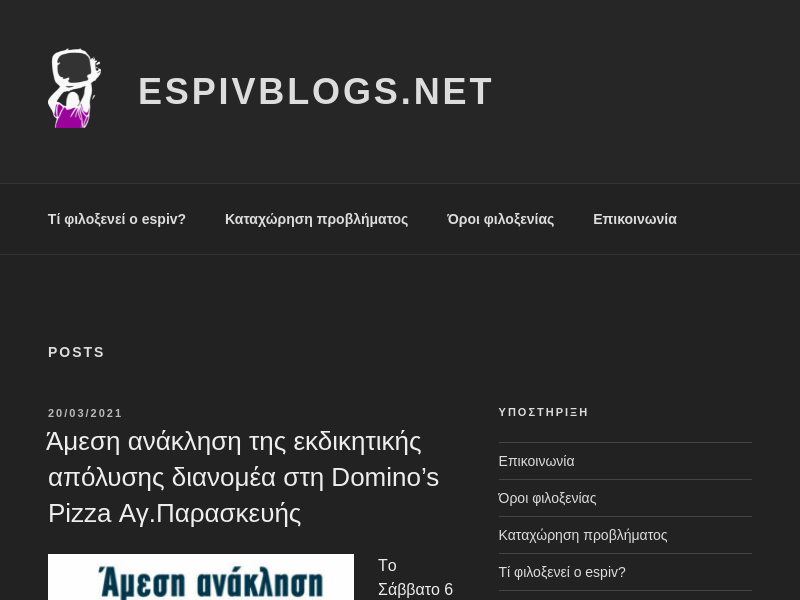 ESPIVBLOGS.NET
Τί φιλοξενεί ο espiv?
Καταχώρηση προβλήματος
Όροι φιλοξενίας
Επικοινωνία
POSTS
20/03/2021
Άμεση ανάκληση της εκδικητικής
απόλυσης διανομέα στη Domino’s
Pizza Αγ.Παρασκευής
Άμεση ανάκληση
Το
Σάββατο 6
ΥΠΟΣΤΗΡΙΞΗ
Επικοινωνία
Όροι φιλοξενίας
Καταχώρηση προβλήματος
Τί φιλοξενεί ο espiv?